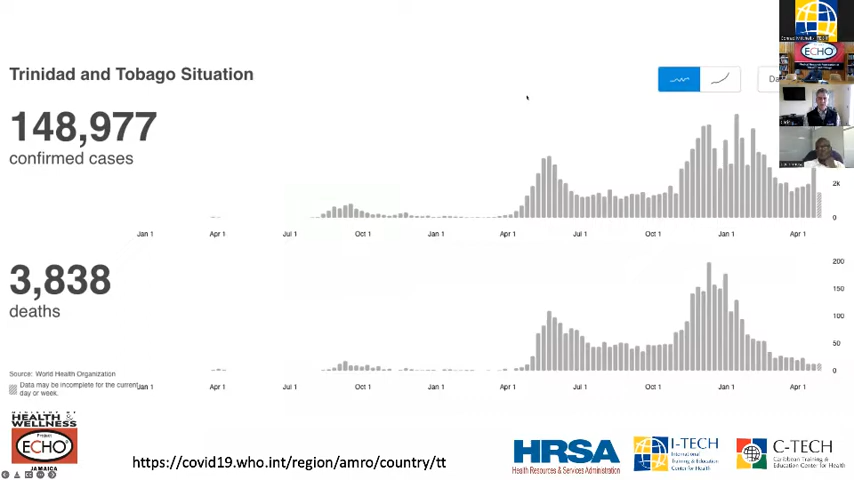 Trinidad and Tobago Situation
148,977
confirmed cases
2k
0
Jan 1 Apr 1 Jul 1 Oct 1 Jan 1 Apr 1 Jul 1 Oct 1 Jan 1 Apr 1
3,838
deaths
200
150
100
50
0
Jan 1 Apr 1 Jul 1 Oct 1 Jan 1 Apr 1 Jul 1 Oct 1 Jan 1 Apr 1
Source: World Health Organization
Data may be incomplete for the current
day or week.
HEALTH &
WELLNESS
Project
ECHO
JAMAICA
https://covid19.who.int/region/amro/country/tt
HRSA
Health Resources & Services Administration
I-TECH
International
Training & Education
Center for Health
C-TECH
Caribbean Training &
Education Center for Health
ECHO